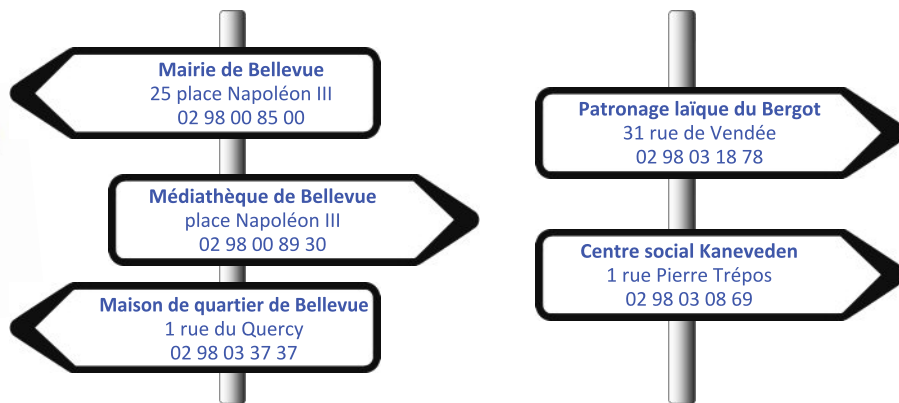 Mairie de Bellevue
25 place Napoléon III
02 98 00 85 00
Médiathèque de Bellevue
place Napoléon III
02 98 00 89 30
Maison de quartier de Bellevue
1 rue du Quercy
02 98 03 37 37
Patronage laïque du Bergot
31 rue de Vendée
02 98 03 18 78
Centre social Kaneveden
1 rue Pierre Trépos
02 98 03 08 69